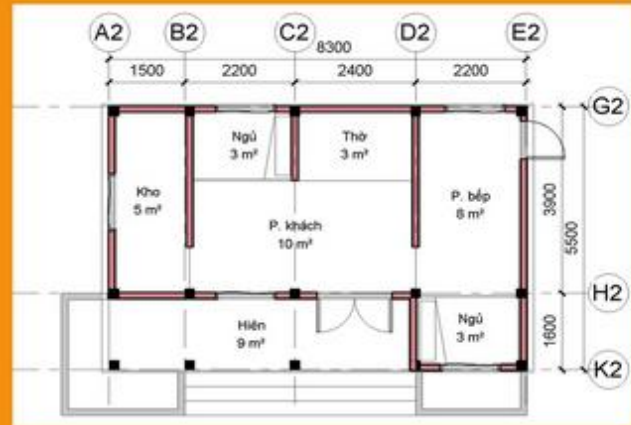 A2 B2 C2 D2 E2
8300
1500 2200 2400 2200
G2
Ngủ
3 m²
Thờ
3 m²
Kho
5 m²
P. khách
10 m²
P. bếp
8 m²
3900
5500
H2
Hiên
9 m²
Ngủ
3 m²
1600
K2